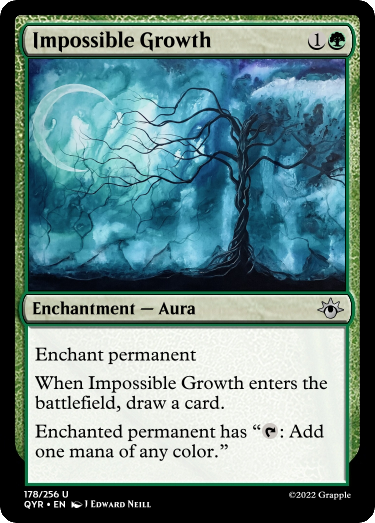 Impossible Growth 1
Enchantment — Aura
Enchant permanent
When Impossible Growth enters the
battlefield, draw a card.
Enchanted permanent has “: Add
one mana of any color.”
178/256 U
QYR • EN J Edward Neill
©2022 Grapple